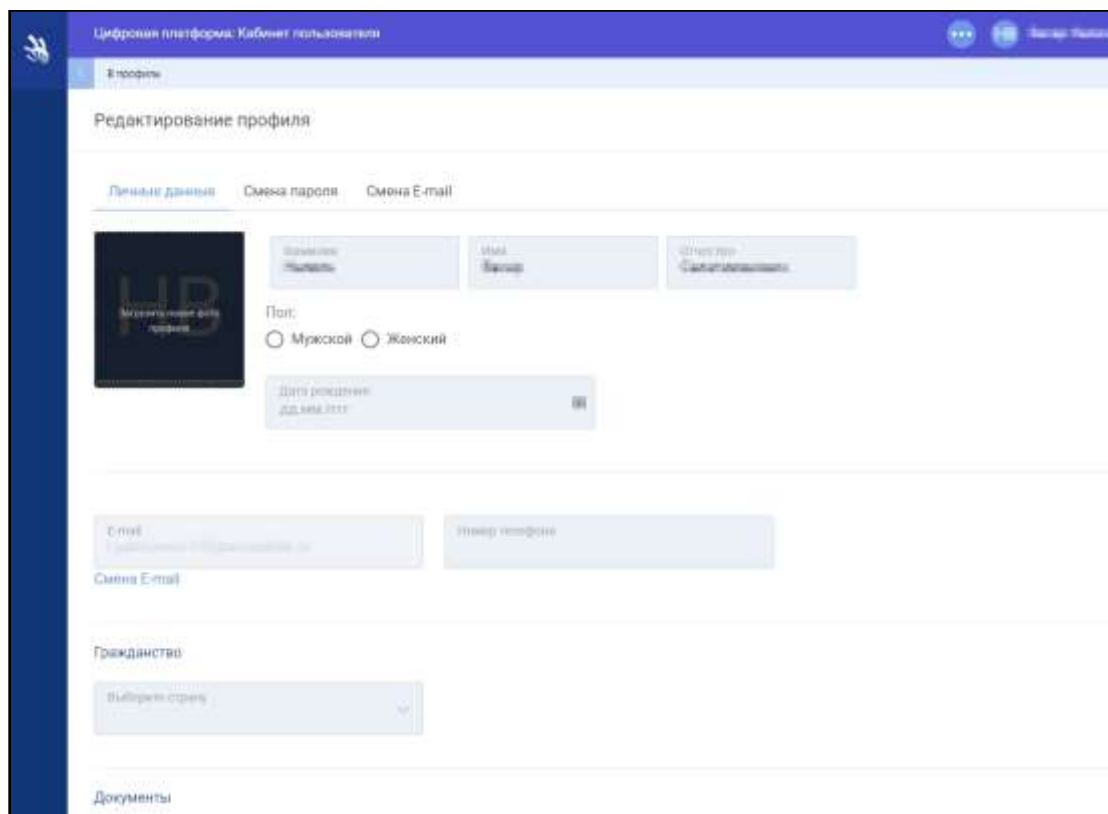 Цифровая платформа: Кабинет пользователя
В профиль
Редактирование профиля
Личные данные Смена пароля Смена E-mail
Фамилия Имя Отчество
HB
Загрузить новое фото
профиля
Пол:
Мужской Женский
Дата рождения
ДД.ММ.ГГГГ
E-mail Номер телефона
Смена E-mail
Гражданство
Выберите страну
Документы